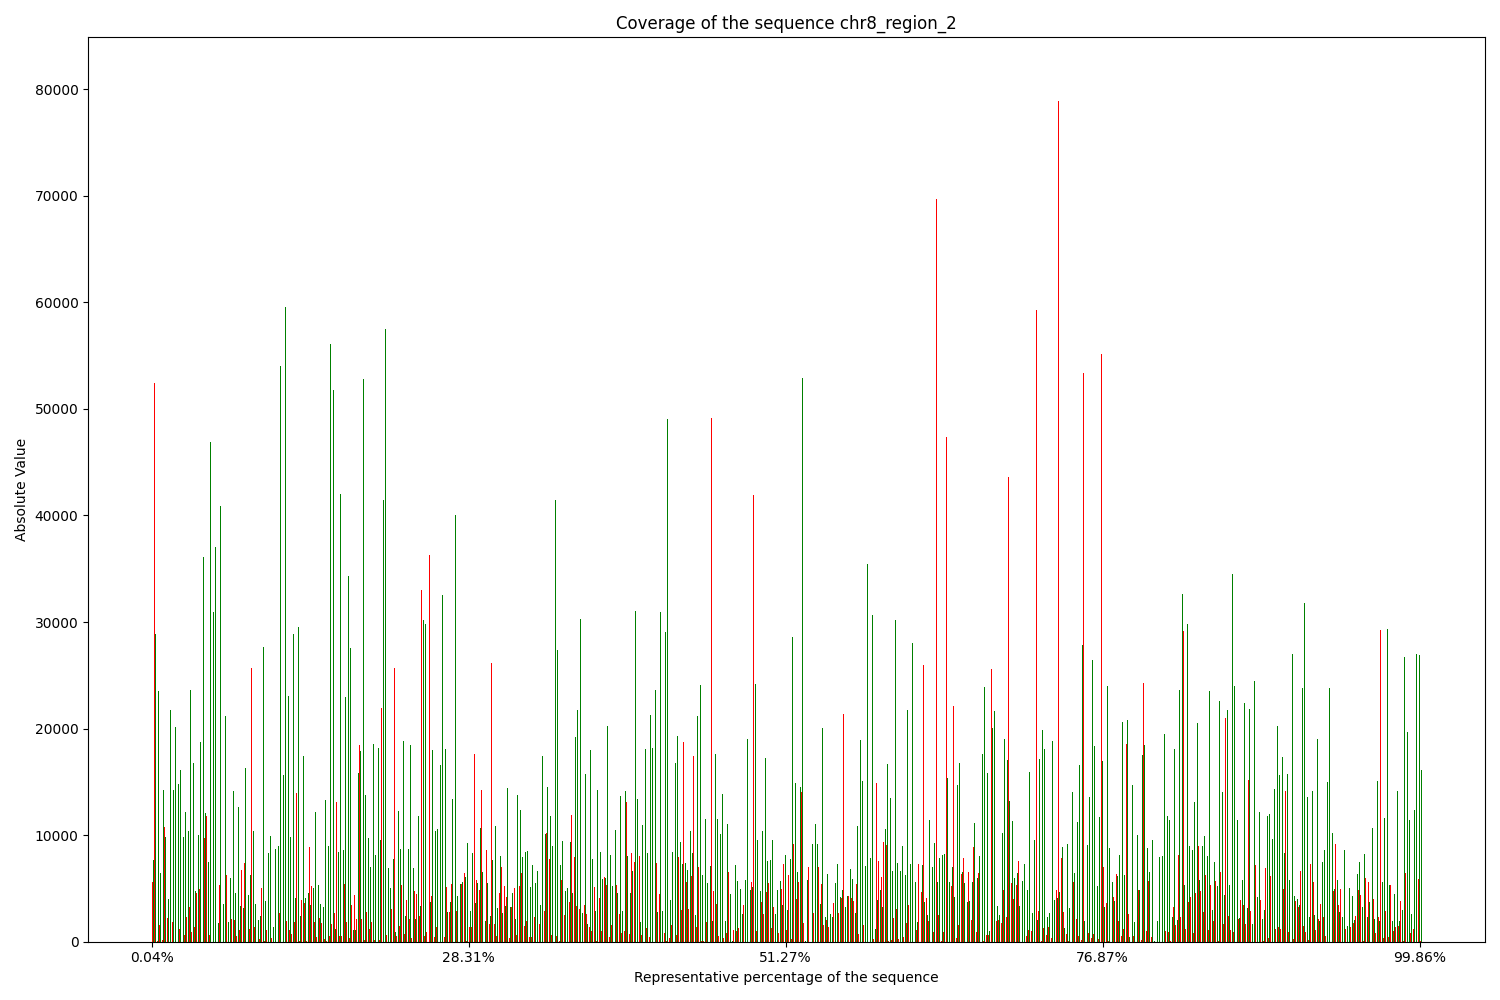 Coverage of the sequence chr8_region_2
80000
70000
60000
50000
40000
30000
20000
10000
0
Absolute Value
0.04% 28.31% 51.27% 76.87% 99.86%
Representative percentage of the sequence